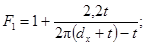 F₁ = 1 + 2,2t / 2π(dₓ + t) − t ;